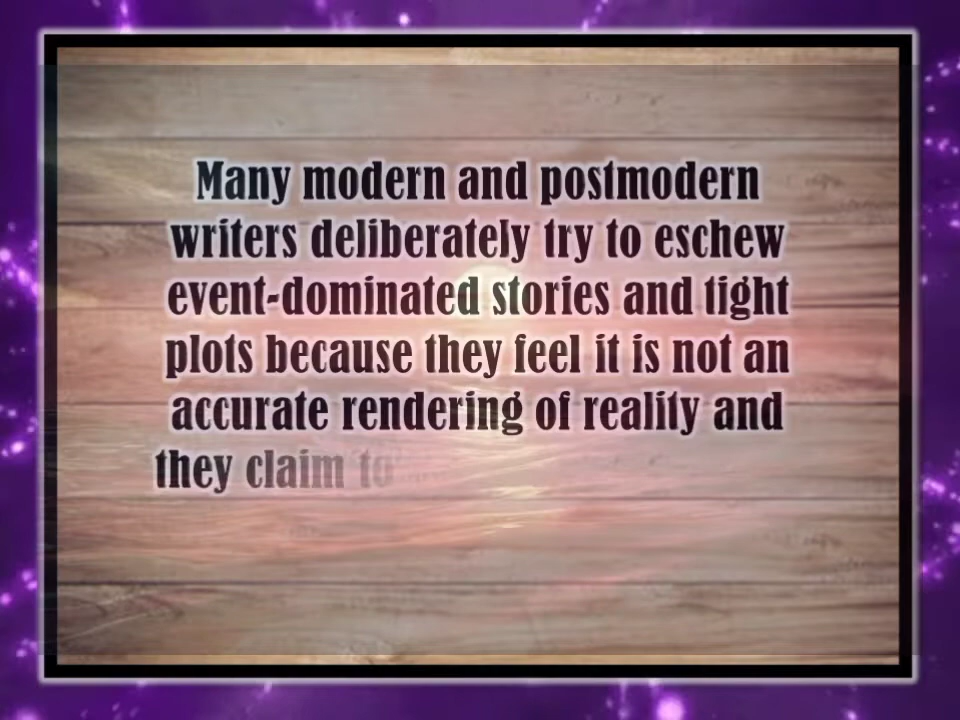 Many modern and postmodern
writers deliberately try to eschew
event-dominated stories and tight
plots because they feel it is not an
accurate rendering of reality and
they claim to